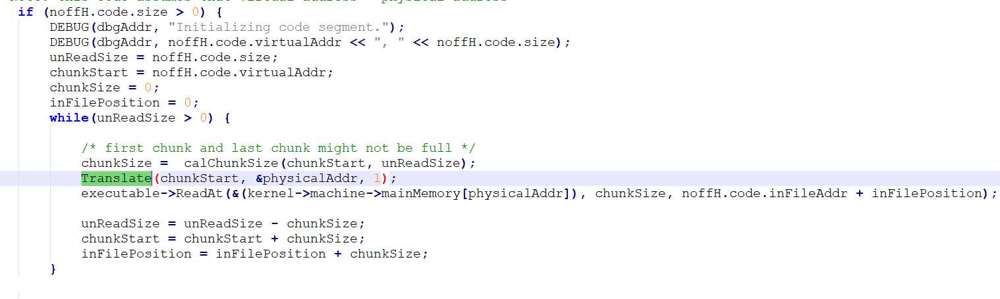 if (noffH.code.size > 0) {
DEBUG(dbgAddr, "Initializing code segment.");
DEBUG(dbgAddr, noffH.code.virtualAddr << ", " << noffH.code.size);
unReadSize = noffH.code.size;
chunkStart = noffH.code.virtualAddr;
chunkSize = 0;
inFilePosition = 0;
while(unReadSize > 0) {
/* first chunk and last chunk might not be full */
chunkSize =  calChunkSize(chunkStart, unReadSize);
Translate(chunkStart, &physicalAddr, 1);
executable->ReadAt(&(kernel->machine->mainMemory[physicalAddr]), chunkSize, noffH.code.inFileAddr + inFilePosition);
unReadSize = unReadSize - chunkSize;
chunkStart = chunkStart + chunkSize;
inFilePosition = inFilePosition + chunkSize;
}